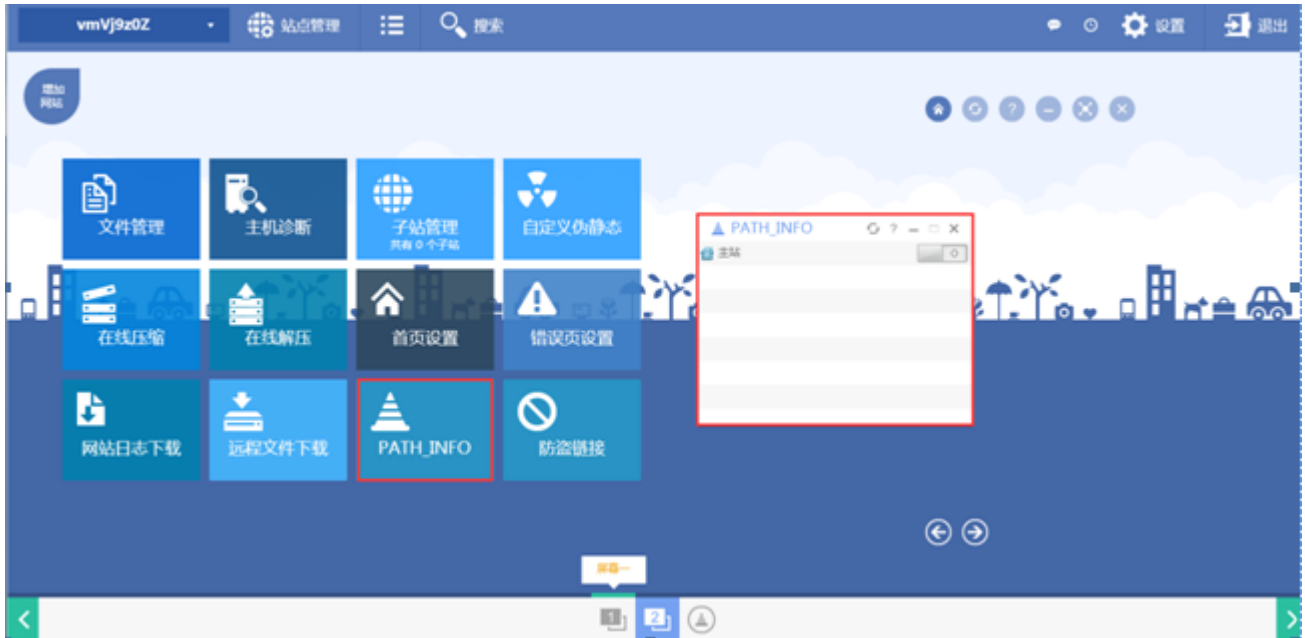 vmVj9z0Z
站点管理
搜索
设置
退出
增加
网站
文件管理
主机诊断
子站管理
共有 0 个子站
自定义伪静态
PATH_INFO
主站
在线压缩
在线解压
首页设置
错误页设置
网站日志下载
远程文件下载
PATH_INFO
防盗链接
屏幕一
1
2